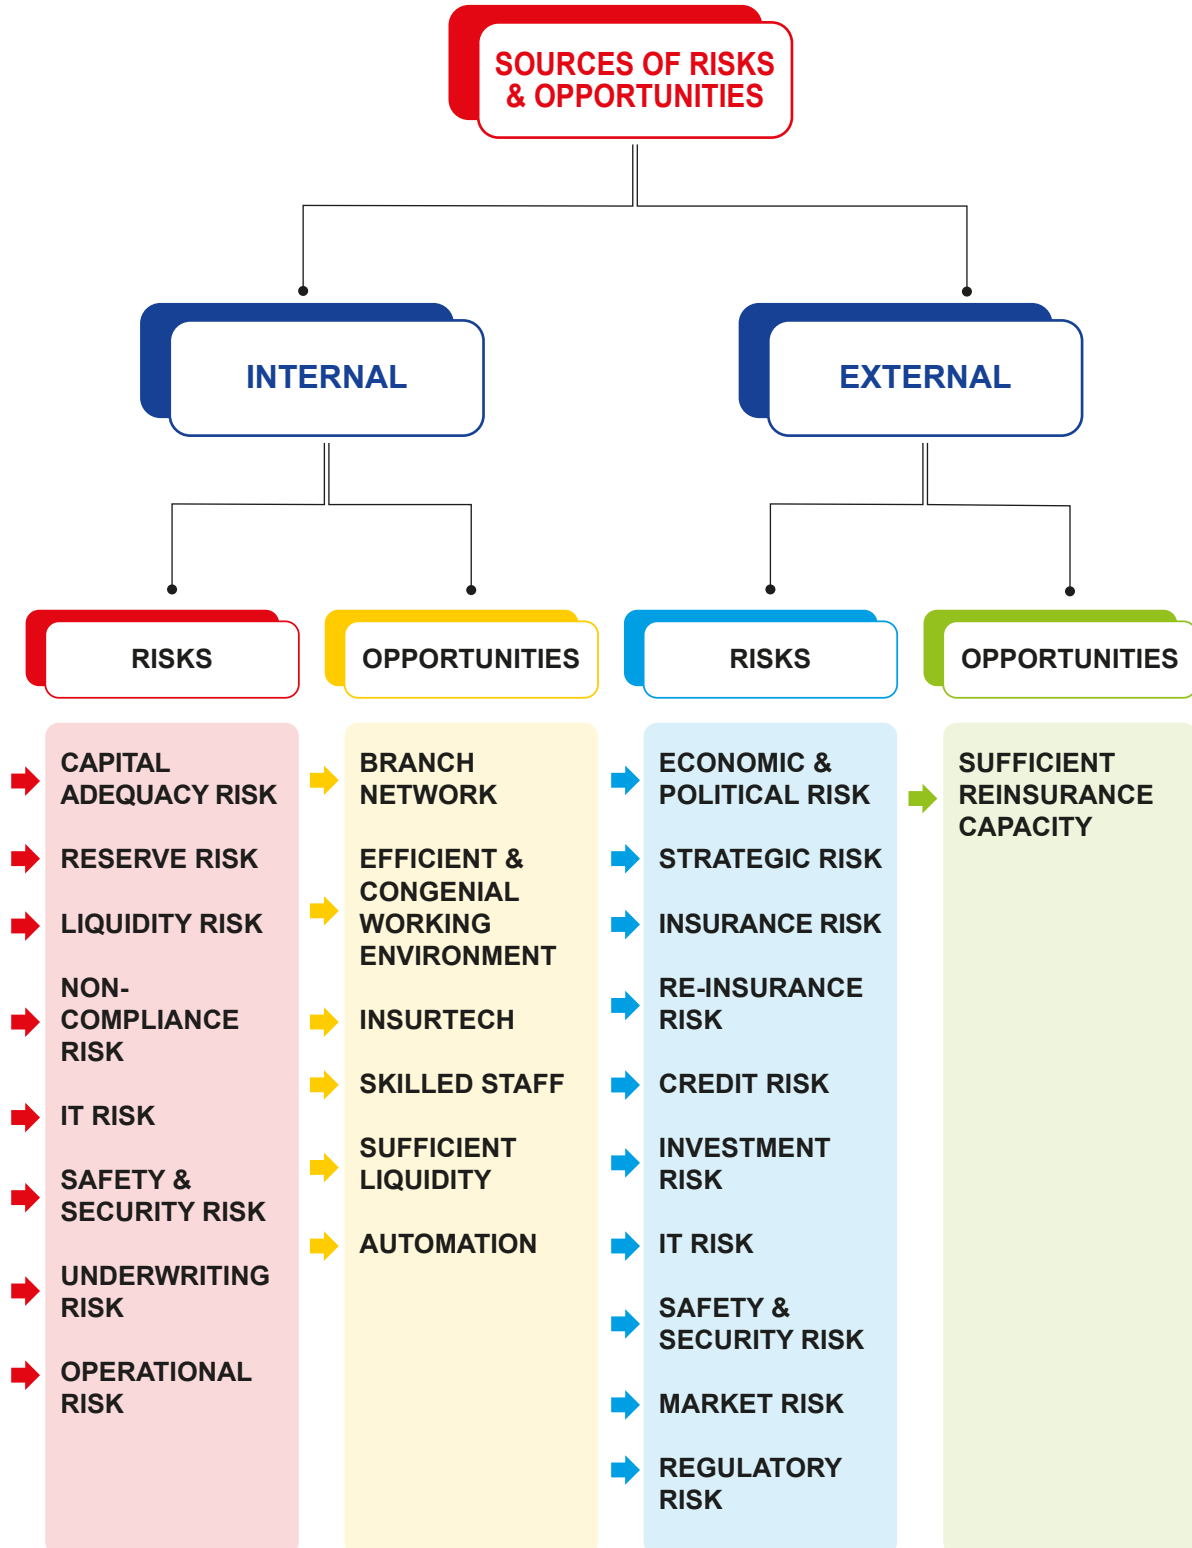 SOURCES OF RISKS
& OPPORTUNITIES
INTERNAL
EXTERNAL
RISKS
OPPORTUNITIES
RISKS
OPPORTUNITIES
CAPITAL
ADEQUACY RISK
RESERVE RISK
LIQUIDITY RISK
NON-
COMPLIANCE
RISK
IT RISK
SAFETY &
SECURITY RISK
UNDERWRITING
RISK
OPERATIONAL
RISK
BRANCH
NETWORK
EFFICIENT &
CONGENIAL
WORKING
ENVIRONMENT
INSURTECH
SKILLED STAFF
SUFFICIENT
LIQUIDITY
AUTOMATION
ECONOMIC &
POLITICAL RISK
STRATEGIC RISK
INSURANCE RISK
RE-INSURANCE
RISK
CREDIT RISK
INVESTMENT
RISK
IT RISK
SAFETY &
SECURITY RISK
MARKET RISK
REGULATORY
RISK
SUFFICIENT
REINSURANCE
CAPACITY